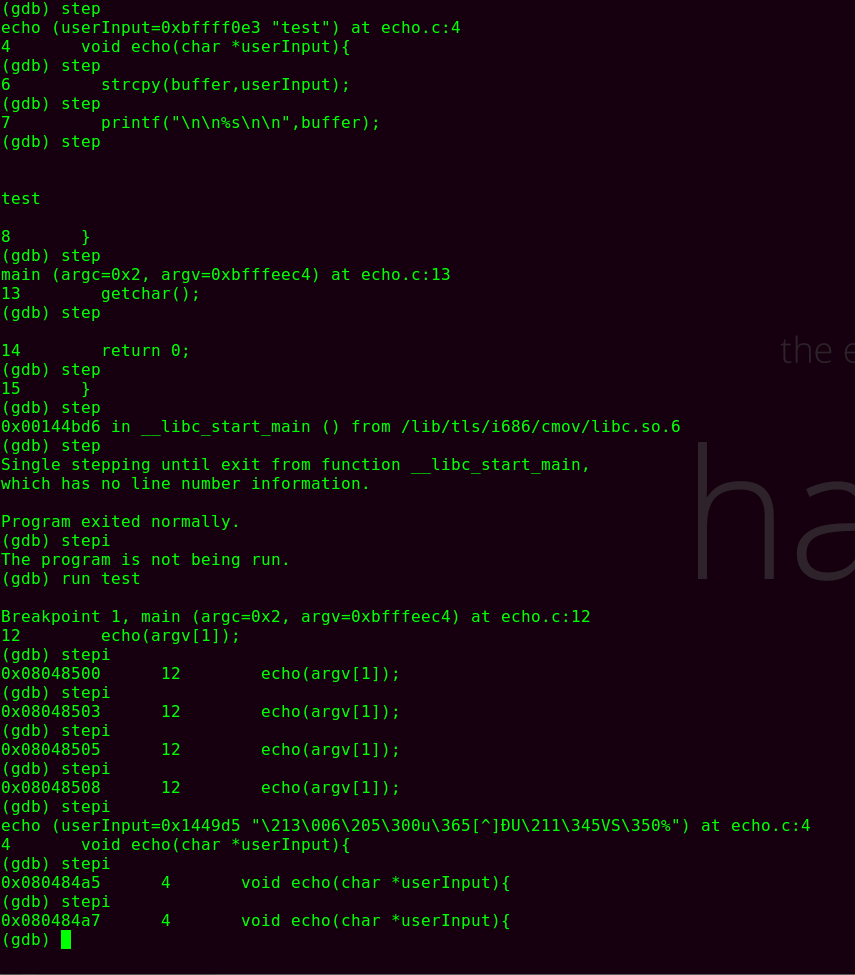 (gdb) step
echo (userInput=0xbffff0e3 "test") at echo.c:4
4       void echo(char *userInput){
(gdb) step
6         strcpy(buffer,userInput);
(gdb) step
7         printf("\n\n%s\n\n",buffer);
(gdb) step
test
8       }
(gdb) step
main (argc=0x2, argv=0xbfffeec4) at echo.c:13
13        getchar();
(gdb) step
14        return 0;
the e
(gdb) step
15      }
(gdb) step
0x00144bd6 in __libc_start_main () from /lib/tls/i686/cmov/libc.so.6
(gdb) step
Single stepping until exit from function __libc_start_main,
which has no line number information.
ha
Program exited normally.
(gdb) stepi
The program is not being run.
(gdb) run test
Breakpoint 1, main (argc=0x2, argv=0xbfffeec4) at echo.c:12
12        echo(argv[1]);
(gdb) stepi
0x08048500      12        echo(argv[1]);
(gdb) stepi
0x08048503      12        echo(argv[1]);
(gdb) stepi
0x08048505      12        echo(argv[1]);
(gdb) stepi
0x08048508      12        echo(argv[1]);
(gdb) stepi
echo (userInput=0x1449d5 "\213\006\205\300u\365[^]ÐU\211\345VS\350%") at echo.c:4
4       void echo(char *userInput){
(gdb) stepi
0x080484a5      4       void echo(char *userInput){
(gdb) stepi
0x080484a7      4       void echo(char *userInput){
(gdb)